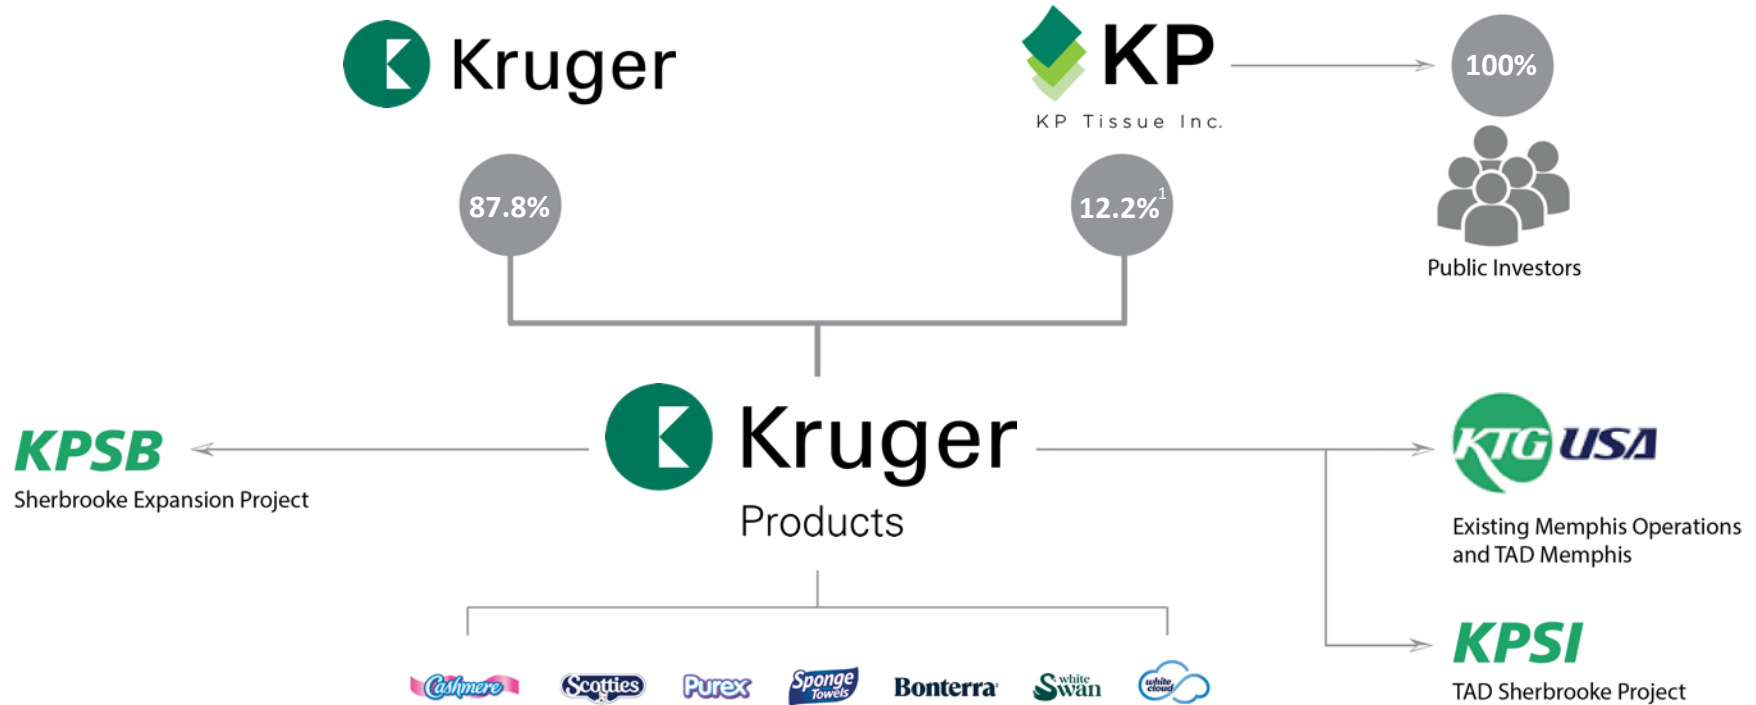 Kruger
KP
KP Tissue Inc.
100%
87.8%
12.2%1
Public Investors
KPSB
Sherbrooke Expansion Project
Kruger
Products
KTG USA
Existing Memphis Operations
and TAD Memphis
KPSI
TAD Sherbrooke Project
Cashmere
Scotties
Purex
Sponge
Towels
Bonterra
white
Swan
white
cloud